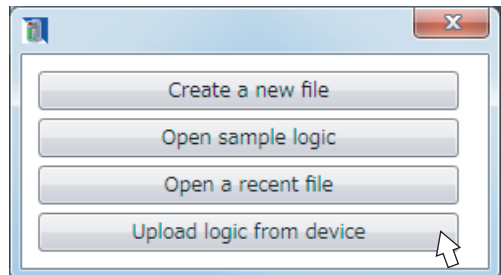 Create a new file
Open sample logic
Open a recent file
Upload logic from device